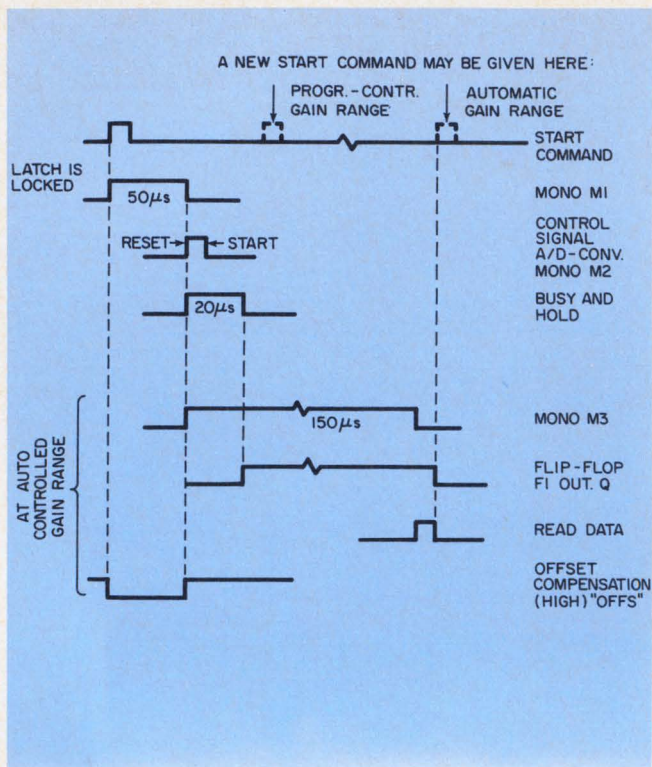 A NEW START COMMAND MAY BE GIVEN HERE:
PROGR.-CONTR.
GAIN RANGE
AUTOMATIC
GAIN RANGE
START
COMMAND
LATCH IS
LOCKED
50μs
MONO M1
RESET
START
CONTROL
SIGNAL
A/D-CONV.
MONO M2
20μs
BUSY AND
HOLD
AT AUTO
CONTROLLED
GAIN RANGE
150μs
MONO M3
FLIP-FLOP
F1 OUT. Q
READ DATA
OFFSET
COMPENSATION
(HIGH) "OFFS"